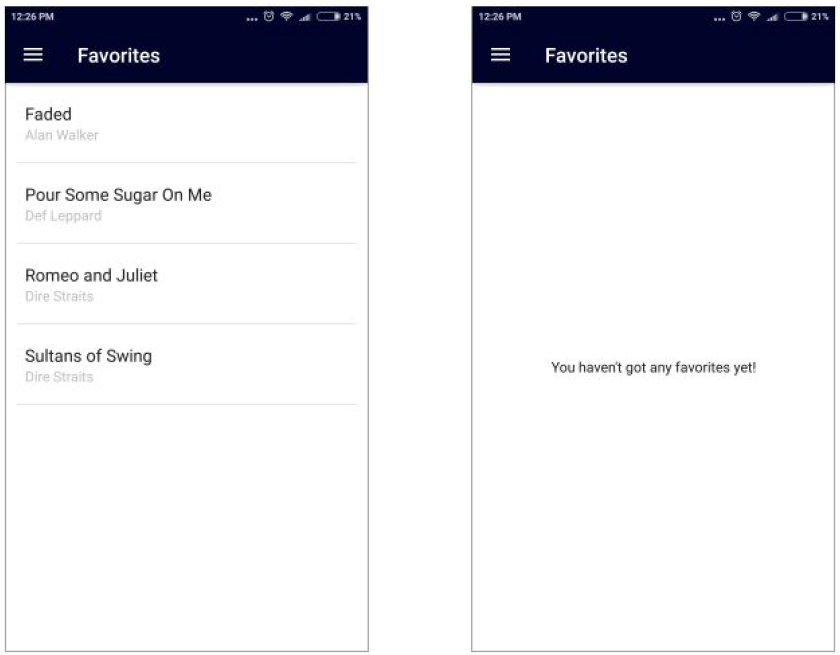 12:26 PM ... 21%
Favorites
Faded
Alan Walker
Pour Some Sugar On Me
Def Leppard
Romeo and Juliet
Dire Straits
Sultans of Swing
Dire Straits
12:26 PM ... 21%
Favorites
You haven't got any favorites yet!